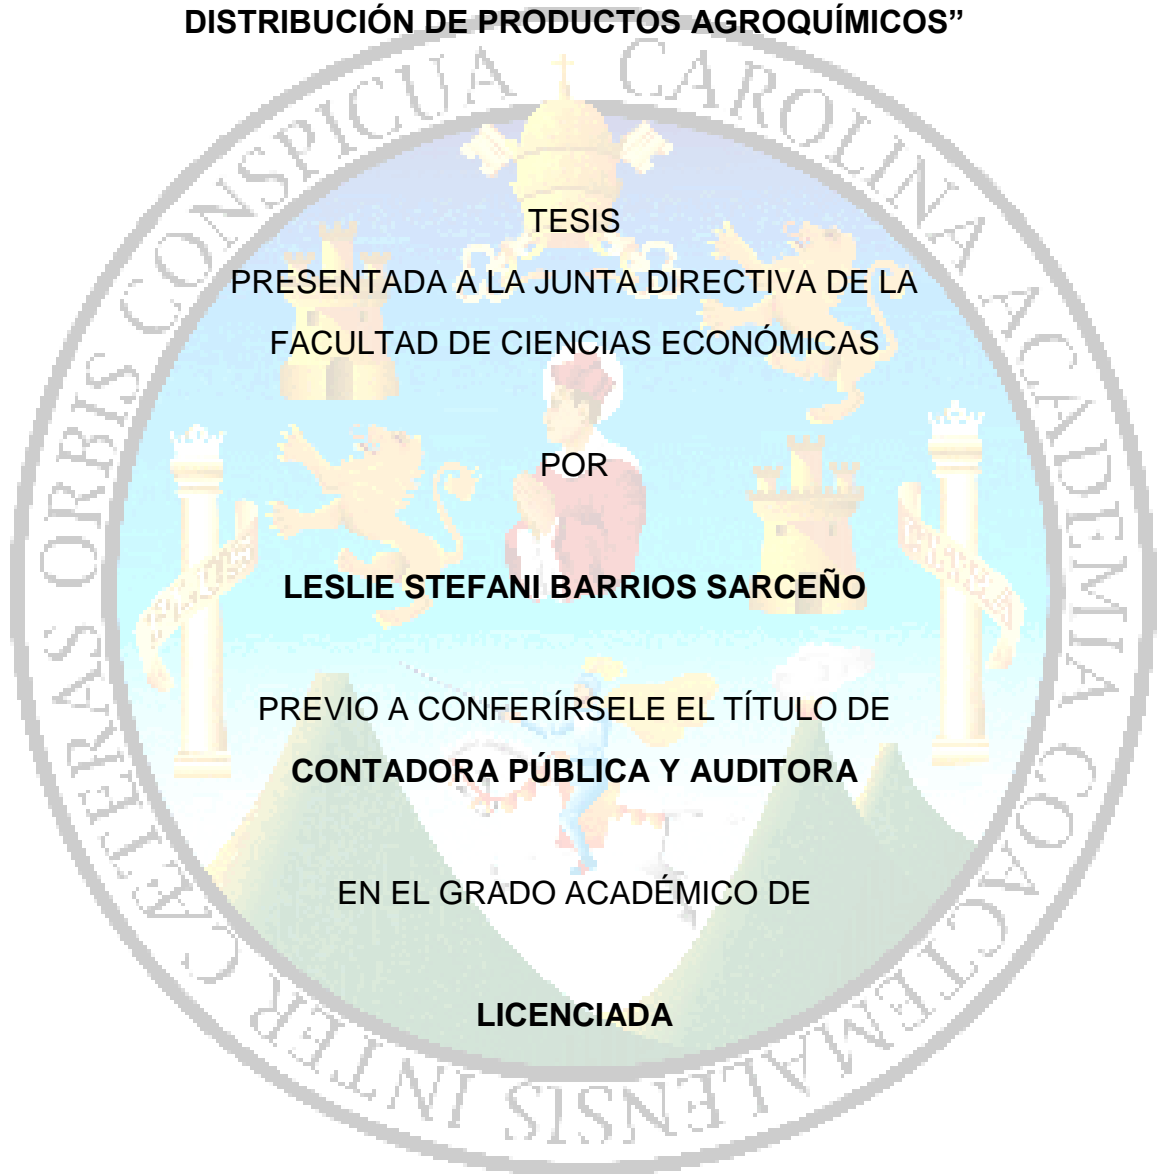 DISTRIBUCIÓN DE PRODUCTOS AGROQUÍMICOS”
TESIS
PRESENTADA A LA JUNTA DIRECTIVA DE LA
FACULTAD DE CIENCIAS ECONÓMICAS
POR
LESLIE STEFANI BARRIOS SARCEÑO
PREVIO A CONFERÍRSELE EL TÍTULO DE
CONTADORA PÚBLICA Y AUDITORA
EN EL GRADO ACADÉMICO DE
LICENCIADA
CAROLINA ACADEMIA COACTEMALENSIS INTER CÆTERAS ORBIS CONSPICUA